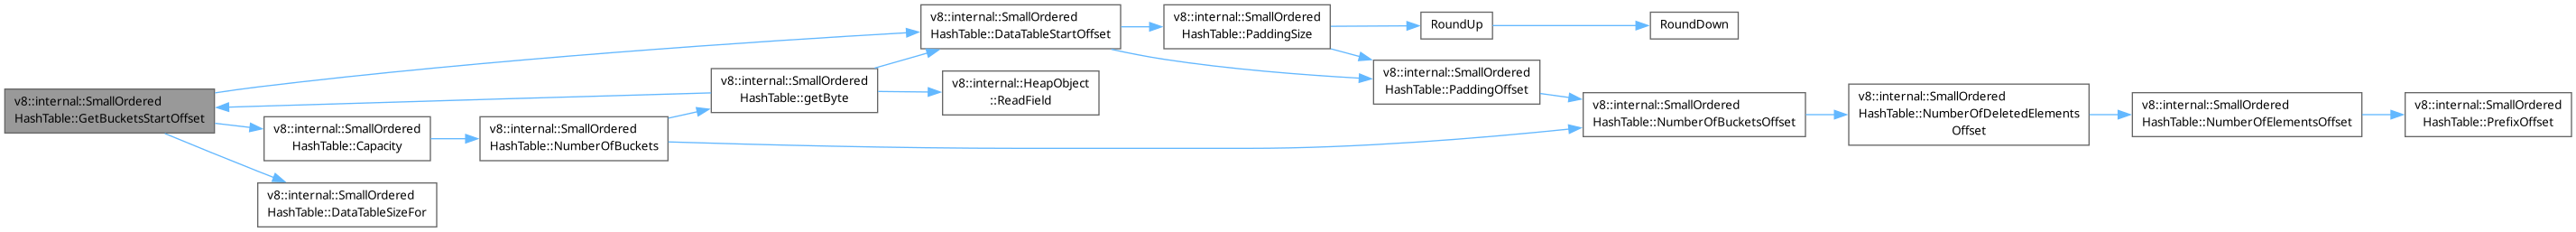 v8::internal::SmallOrdered
HashTable::GetBucketsStartOffset
v8::internal::SmallOrdered
HashTable::Capacity
v8::internal::SmallOrdered
HashTable::DataTableSizeFor
v8::internal::SmallOrdered
HashTable::NumberOfBuckets
v8::internal::SmallOrdered
HashTable::getByte
v8::internal::SmallOrdered
HashTable::DataTableStartOffset
v8::internal::HeapObject
::ReadField
v8::internal::SmallOrdered
HashTable::PaddingSize
RoundUp
RoundDown
v8::internal::SmallOrdered
HashTable::PaddingOffset
v8::internal::SmallOrdered
HashTable::NumberOfBucketsOffset
v8::internal::SmallOrdered
HashTable::NumberOfDeletedElements
Offset
v8::internal::SmallOrdered
HashTable::NumberOfElementsOffset
v8::internal::SmallOrdered
HashTable::PrefixOffset